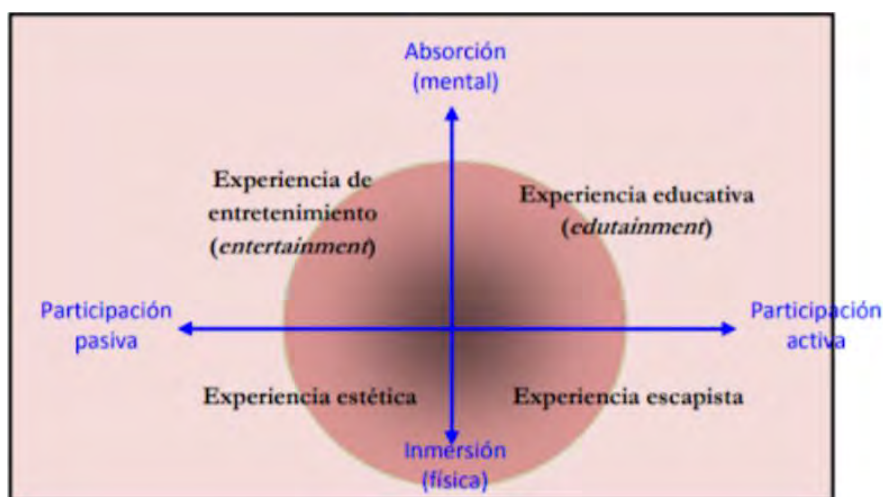 Absorción
(mental)
Experiencia de
entretenimiento
(entertainment)
Experiencia educativa
(edutainment)
Participación
pasiva
Participación
activa
Experiencia estética
Experiencia escapista
Inmersión
(física)